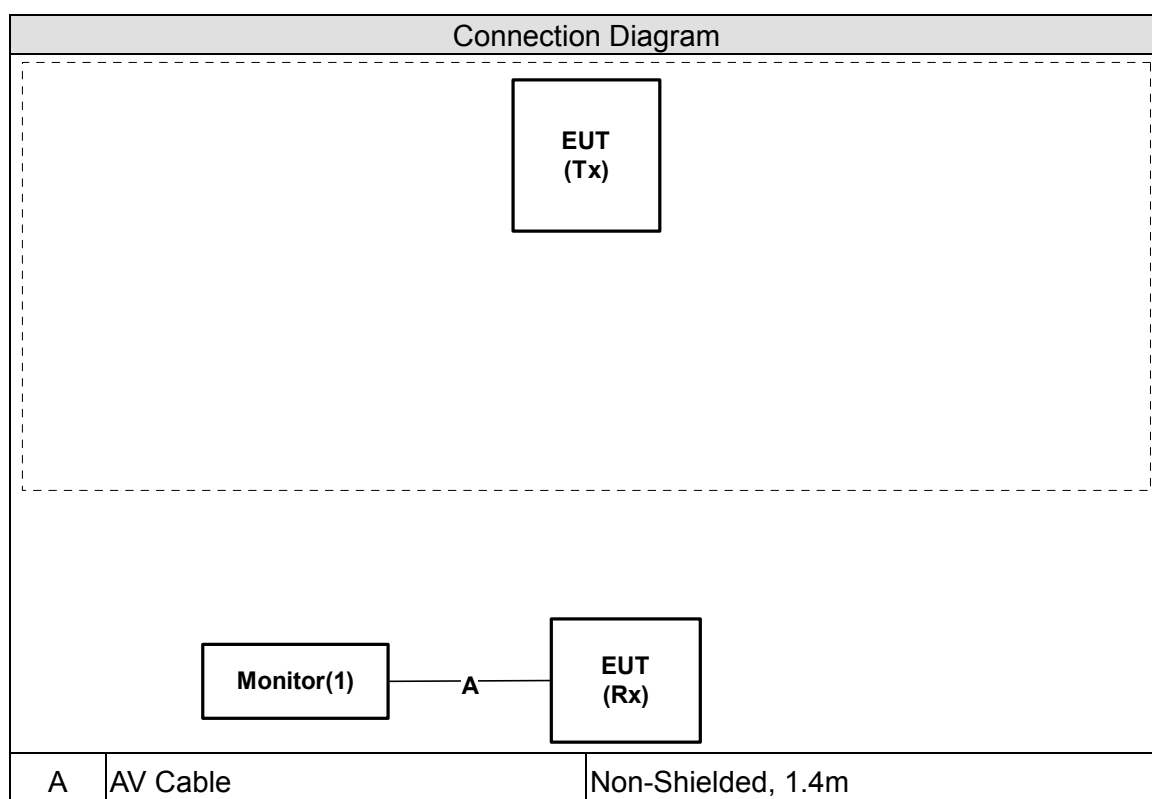 Connection Diagram
EUT
(Tx)
Monitor(1)
A
EUT
(Rx)
A AV Cable Non-Shielded, 1.4m